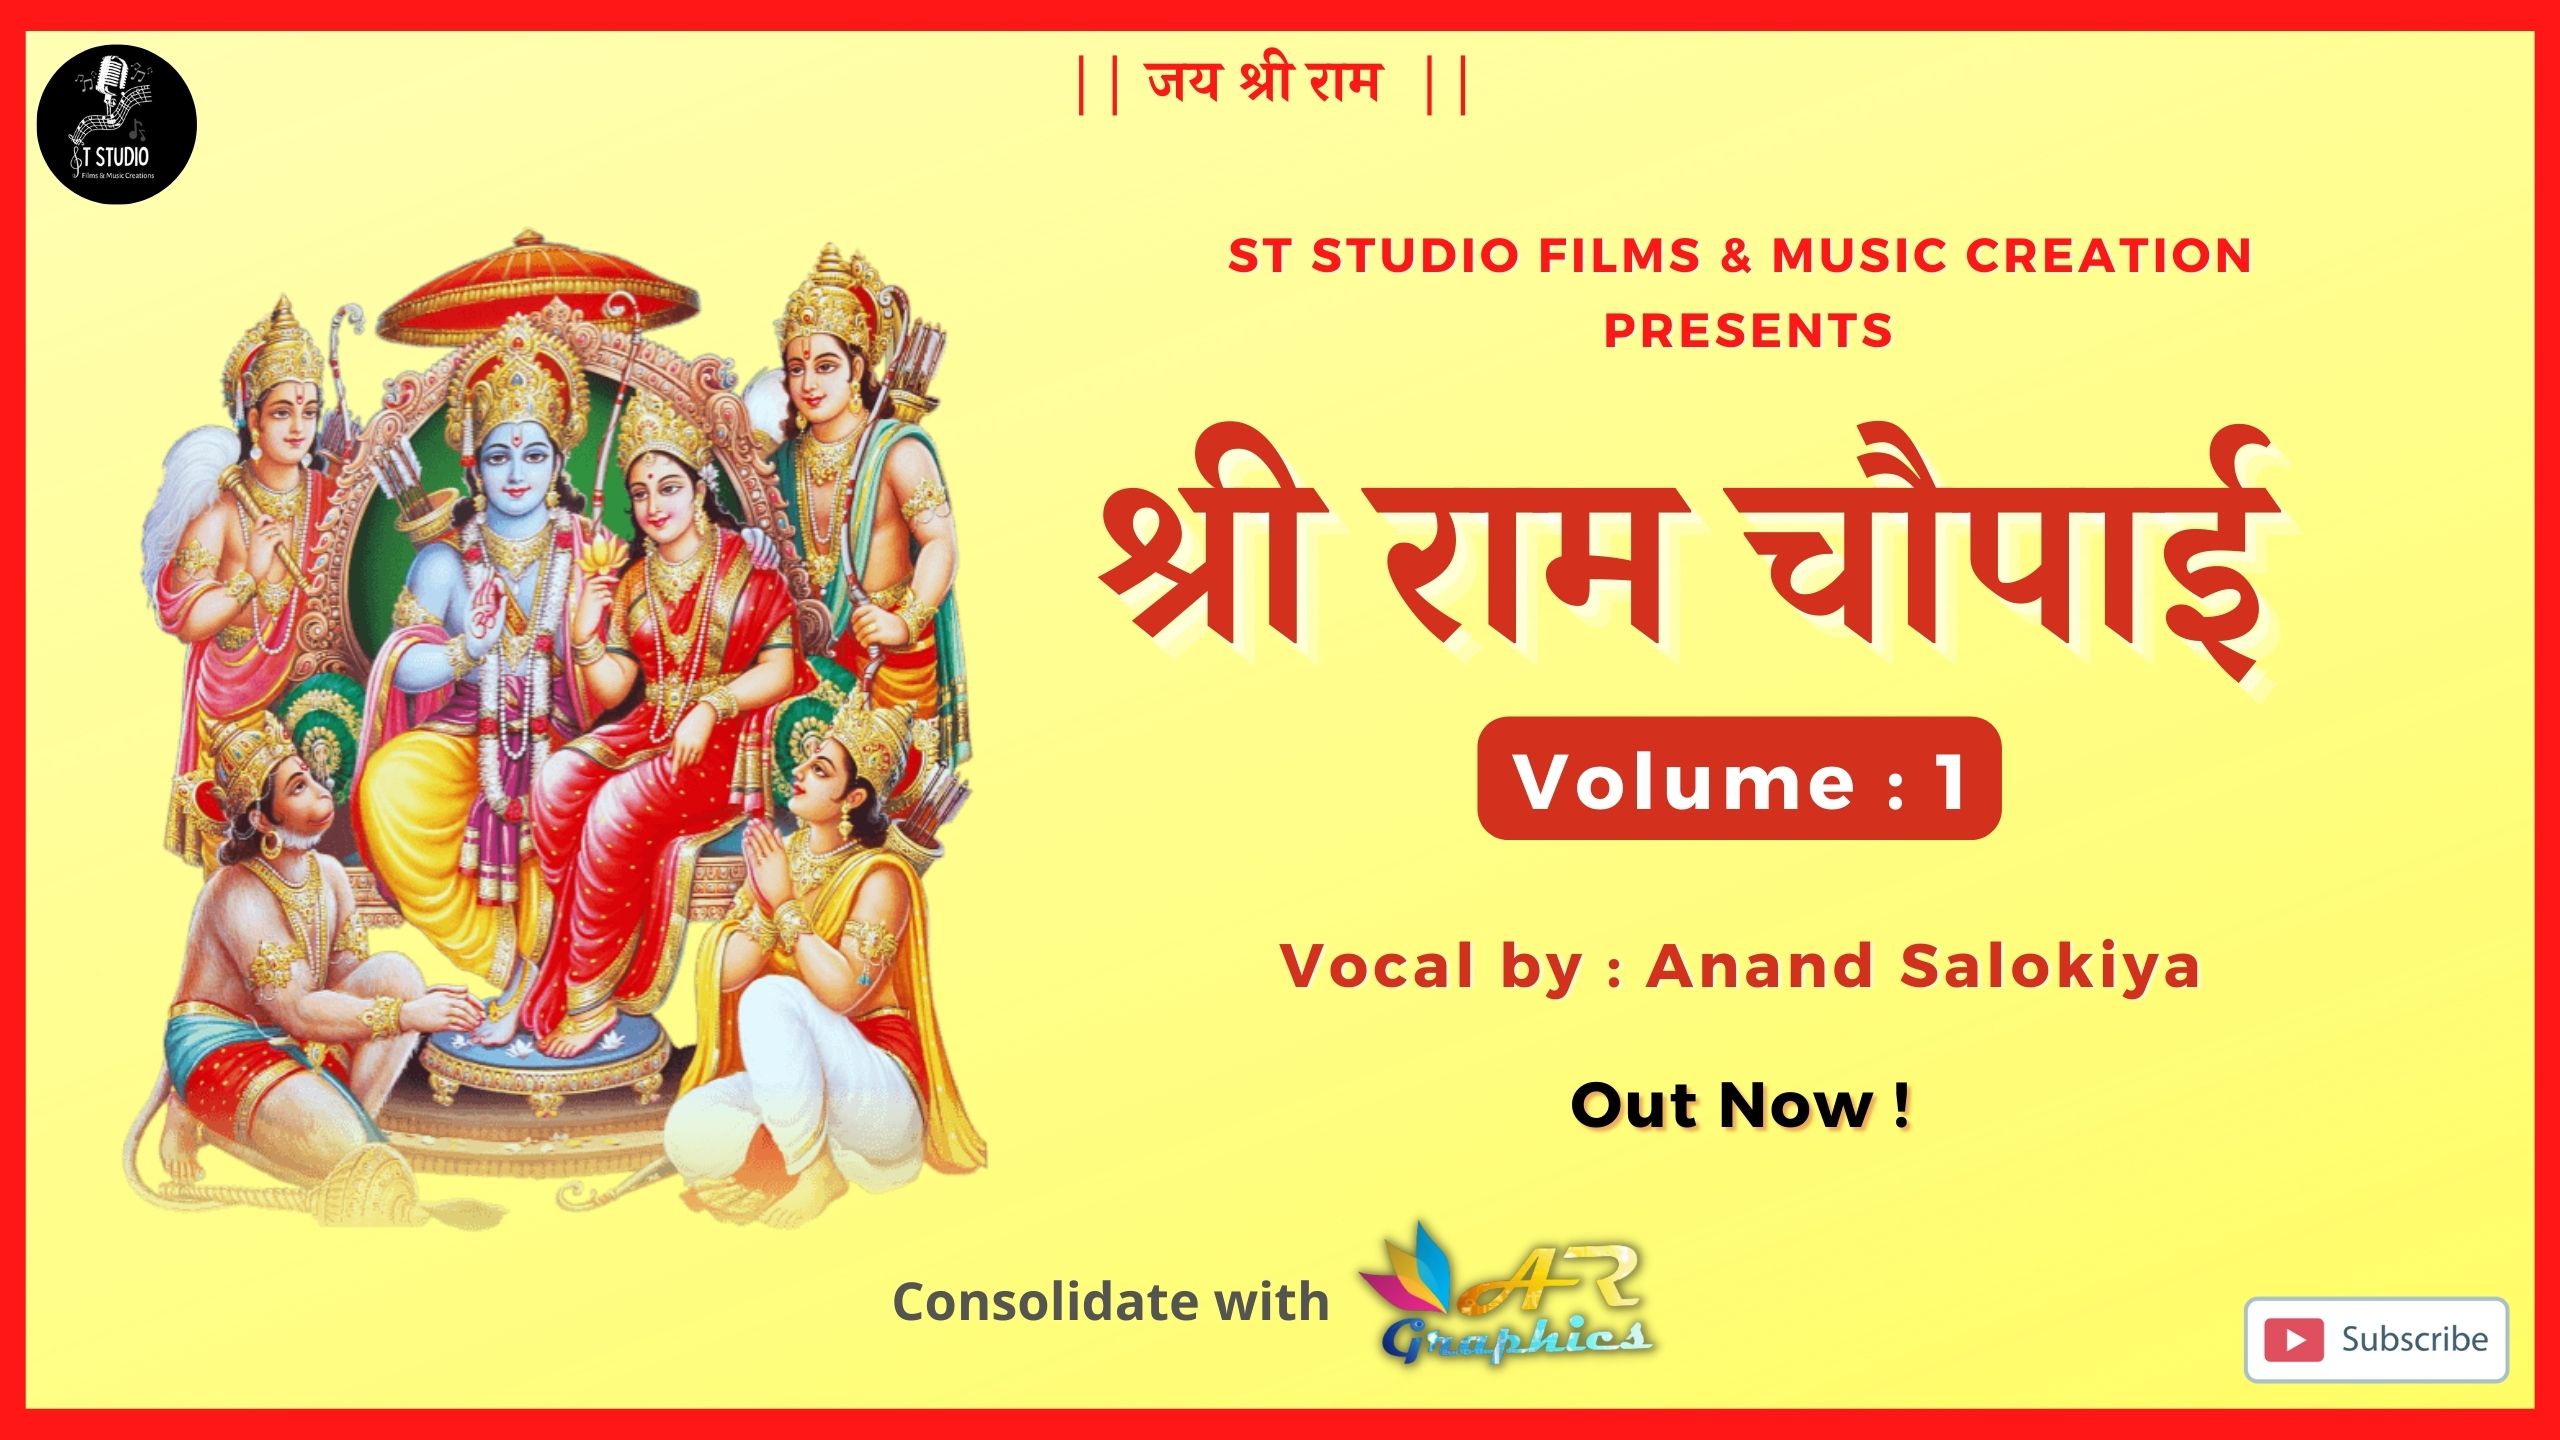 || जय श्री राम ||
ST STUDIO
Films & Music Creations
ST STUDIO FILMS & MUSIC CREATION
PRESENTS
श्री राम चौपाई
Volume : 1
Vocal by : Anand Salokiya
Out Now !
Consolidate with
AR
Graphics
Subscribe
ॐ